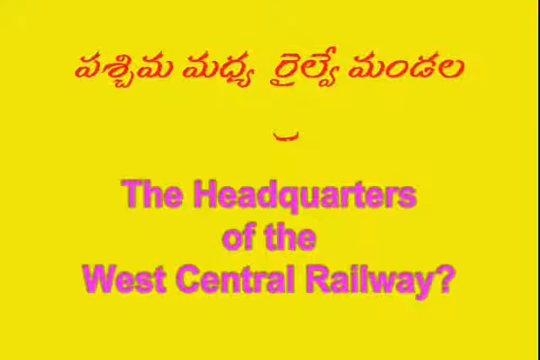 పశ్చిమ మధ్య రైల్వే మండల
The Headquarters
of the
West Central Railway?